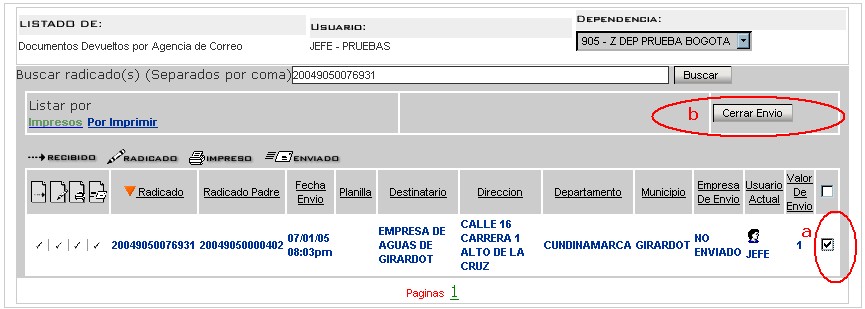 LISTADO DE:
USUARIO:
DEPENDENCIA:
Documentos Devueltos por Agencia de Correo
JEFE - PRUEBAS
905 - Z DEP PRUEBA BOGOTA
Buscar radicado(s) (Separados por coma)
20049050076931
Buscar
Listar por
Impresos Por Imprimir
b
Cerrar Envio
RECIBIDO RADICADO IMPRESO ENVIADO
Radicado
Radicado Padre
Fecha
Envio
Planilla
Destinatario
Direccion
Departamento
Municipio
Empresa
De Envio
Usuario
Actual
Valor
De
Envio
20049050076931
20049050000402
07/01/05
08:03pm
EMPRESA DE
AGUAS DE
GIRARDOT
CALLE 16
CARRERA 1
ALTO DE LA
CRUZ
CUNDINAMARCA
GIRARDOT
NO
ENVIADO
JEFE
1
a
Paginas 1